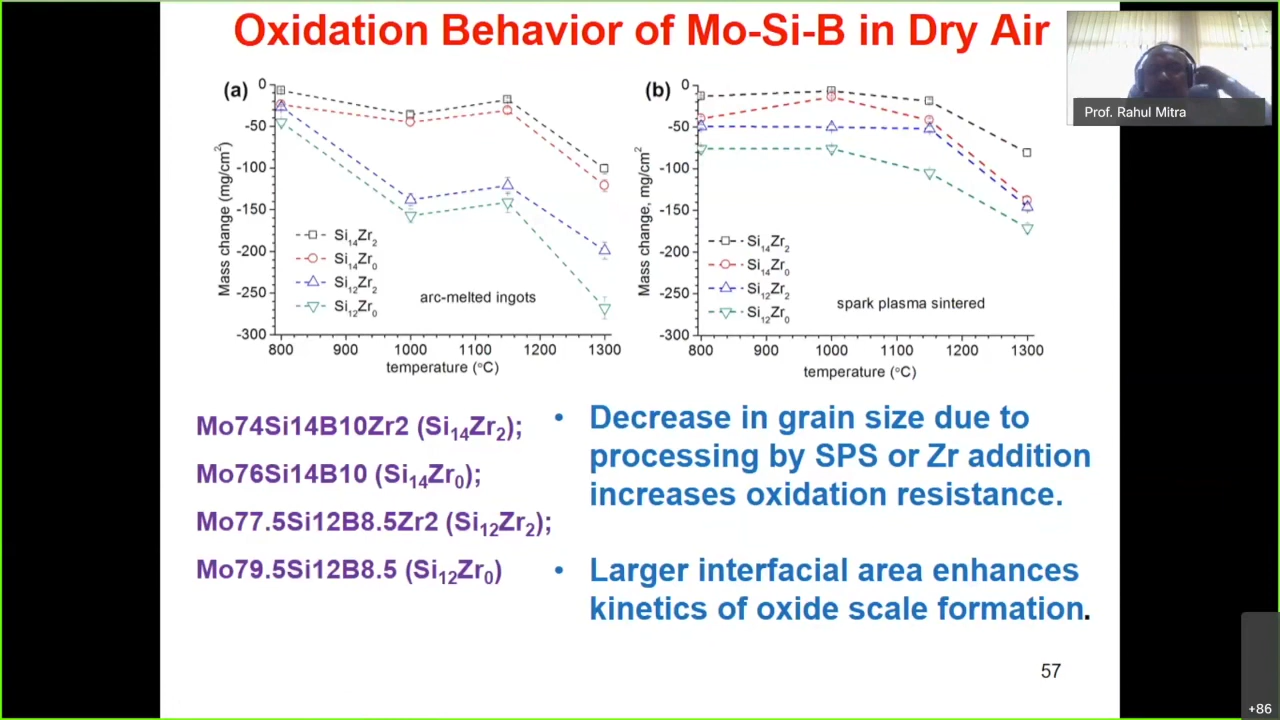 Oxidation Behavior of Mo-Si-B in Dry Air
Prof. Rahul Mitra
(a)
Mass change (mg/cm²)
0
-50
-100
-150
-200
-250
-300
Si₁₄Zr₂
Si₁₄Zr₀
Si₁₂Zr₂
Si₁₂Zr₀
arc-melted ingots
800 900 1000 1100 1200 1300
temperature (°C)
(b)
Mass change, mg/cm²
0
-50
-100
-150
-200
-250
-300
Si₁₄Zr₂
Si₁₄Zr₀
Si₁₂Zr₂
Si₁₂Zr₀
spark plasma sintered
800 900 1000 1100 1200 1300
temperature (°C)
Mo74Si14B10Zr2 (Si₁₄Zr₂);
Mo76Si14B10 (Si₁₄Zr₀);
Mo77.5Si12B8.5Zr2 (Si₁₂Zr₂);
Mo79.5Si12B8.5 (Si₁₂Zr₀)
• Decrease in grain size due to
processing by SPS or Zr addition
increases oxidation resistance.
• Larger interfacial area enhances
kinetics of oxide scale formation.
57
+86